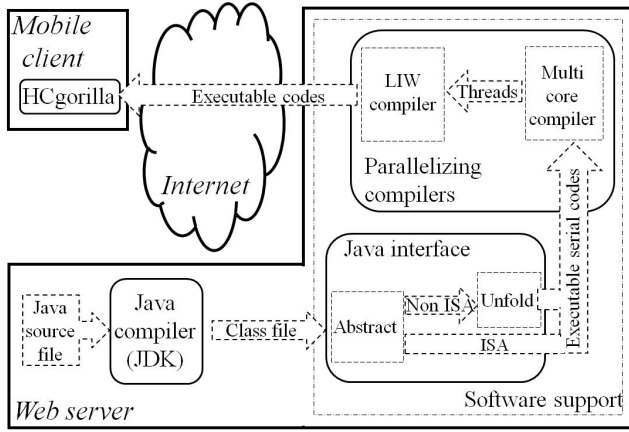 Mobile
client
HCgorilla
Internet
Executable codes
LIW
compiler
Threads
Multi
core
compiler
Parallelizing
compilers
Executable serial codes
Java interface
Abstract
Non ISA
Unfold
ISA
Java
source
file
Java
compiler
(JDK)
Class file
Web server
Software support